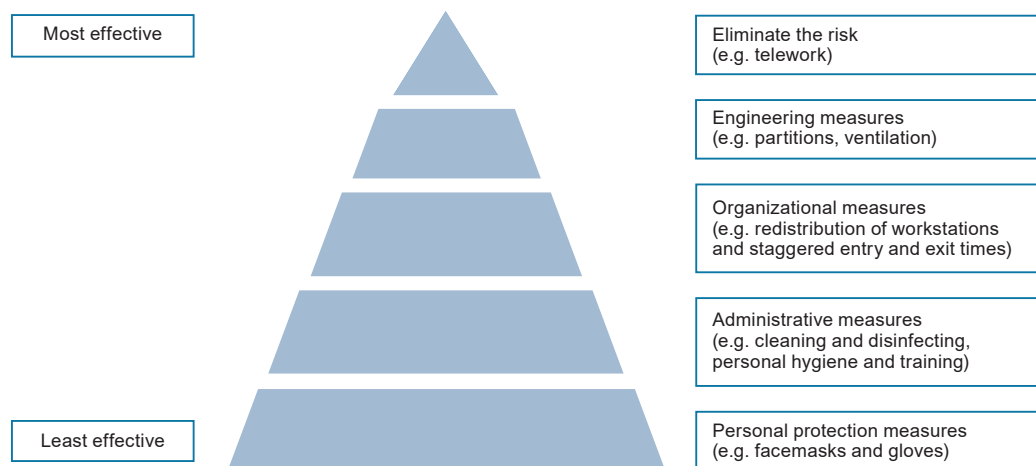 Most effective
Eliminate the risk
(e.g. telework)
Engineering measures
(e.g. partitions, ventilation)
Organizational measures
(e.g. redistribution of workstations
and staggered entry and exit times)
Administrative measures
(e.g. cleaning and disinfecting,
personal hygiene and training)
Least effective
Personal protection measures
(e.g. facemasks and gloves)